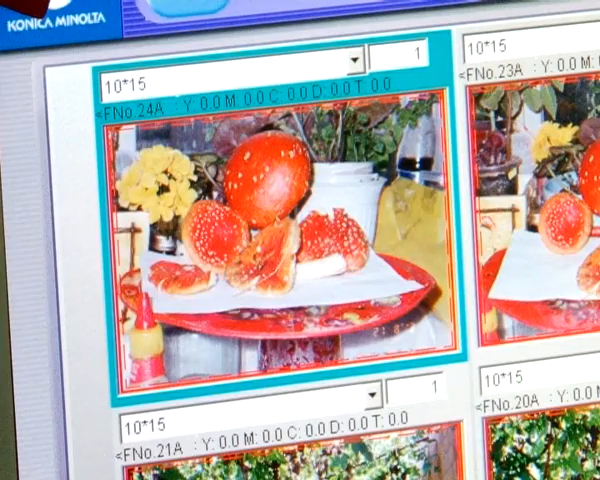 KONICA MINOLTA
10*15
1
<FNo.24A : Y: 0.0 M: 0.0 C: 0.0 D: 0.0 T: 0.0
10*15
<FNo.23A : Y: 0.0 M:
10*15
1
<FNo.21A : Y: 0.0 M: 0.0 C: 0.0 D: 0.0 T: 0.0
10*15
<FNo.20A : Y: 0.0 M: